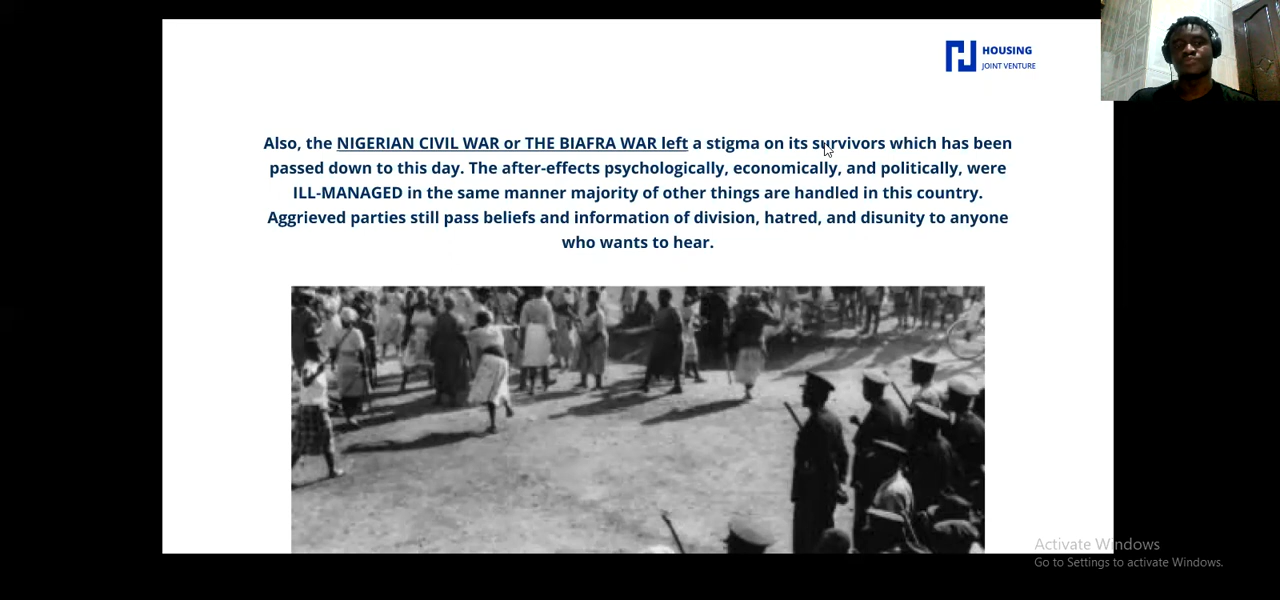 HOUSING
JOINT VENTURE
Also, the NIGERIAN CIVIL WAR or THE BIAFRA WAR left a stigma on its survivors which has been
passed down to this day. The after-effects psychologically, economically, and politically, were
ILL-MANAGED in the same manner majority of other things are handled in this country.
Aggrieved parties still pass beliefs and information of division, hatred, and disunity to anyone
who wants to hear.
Activate Windows
Go to Settings to activate Windows.